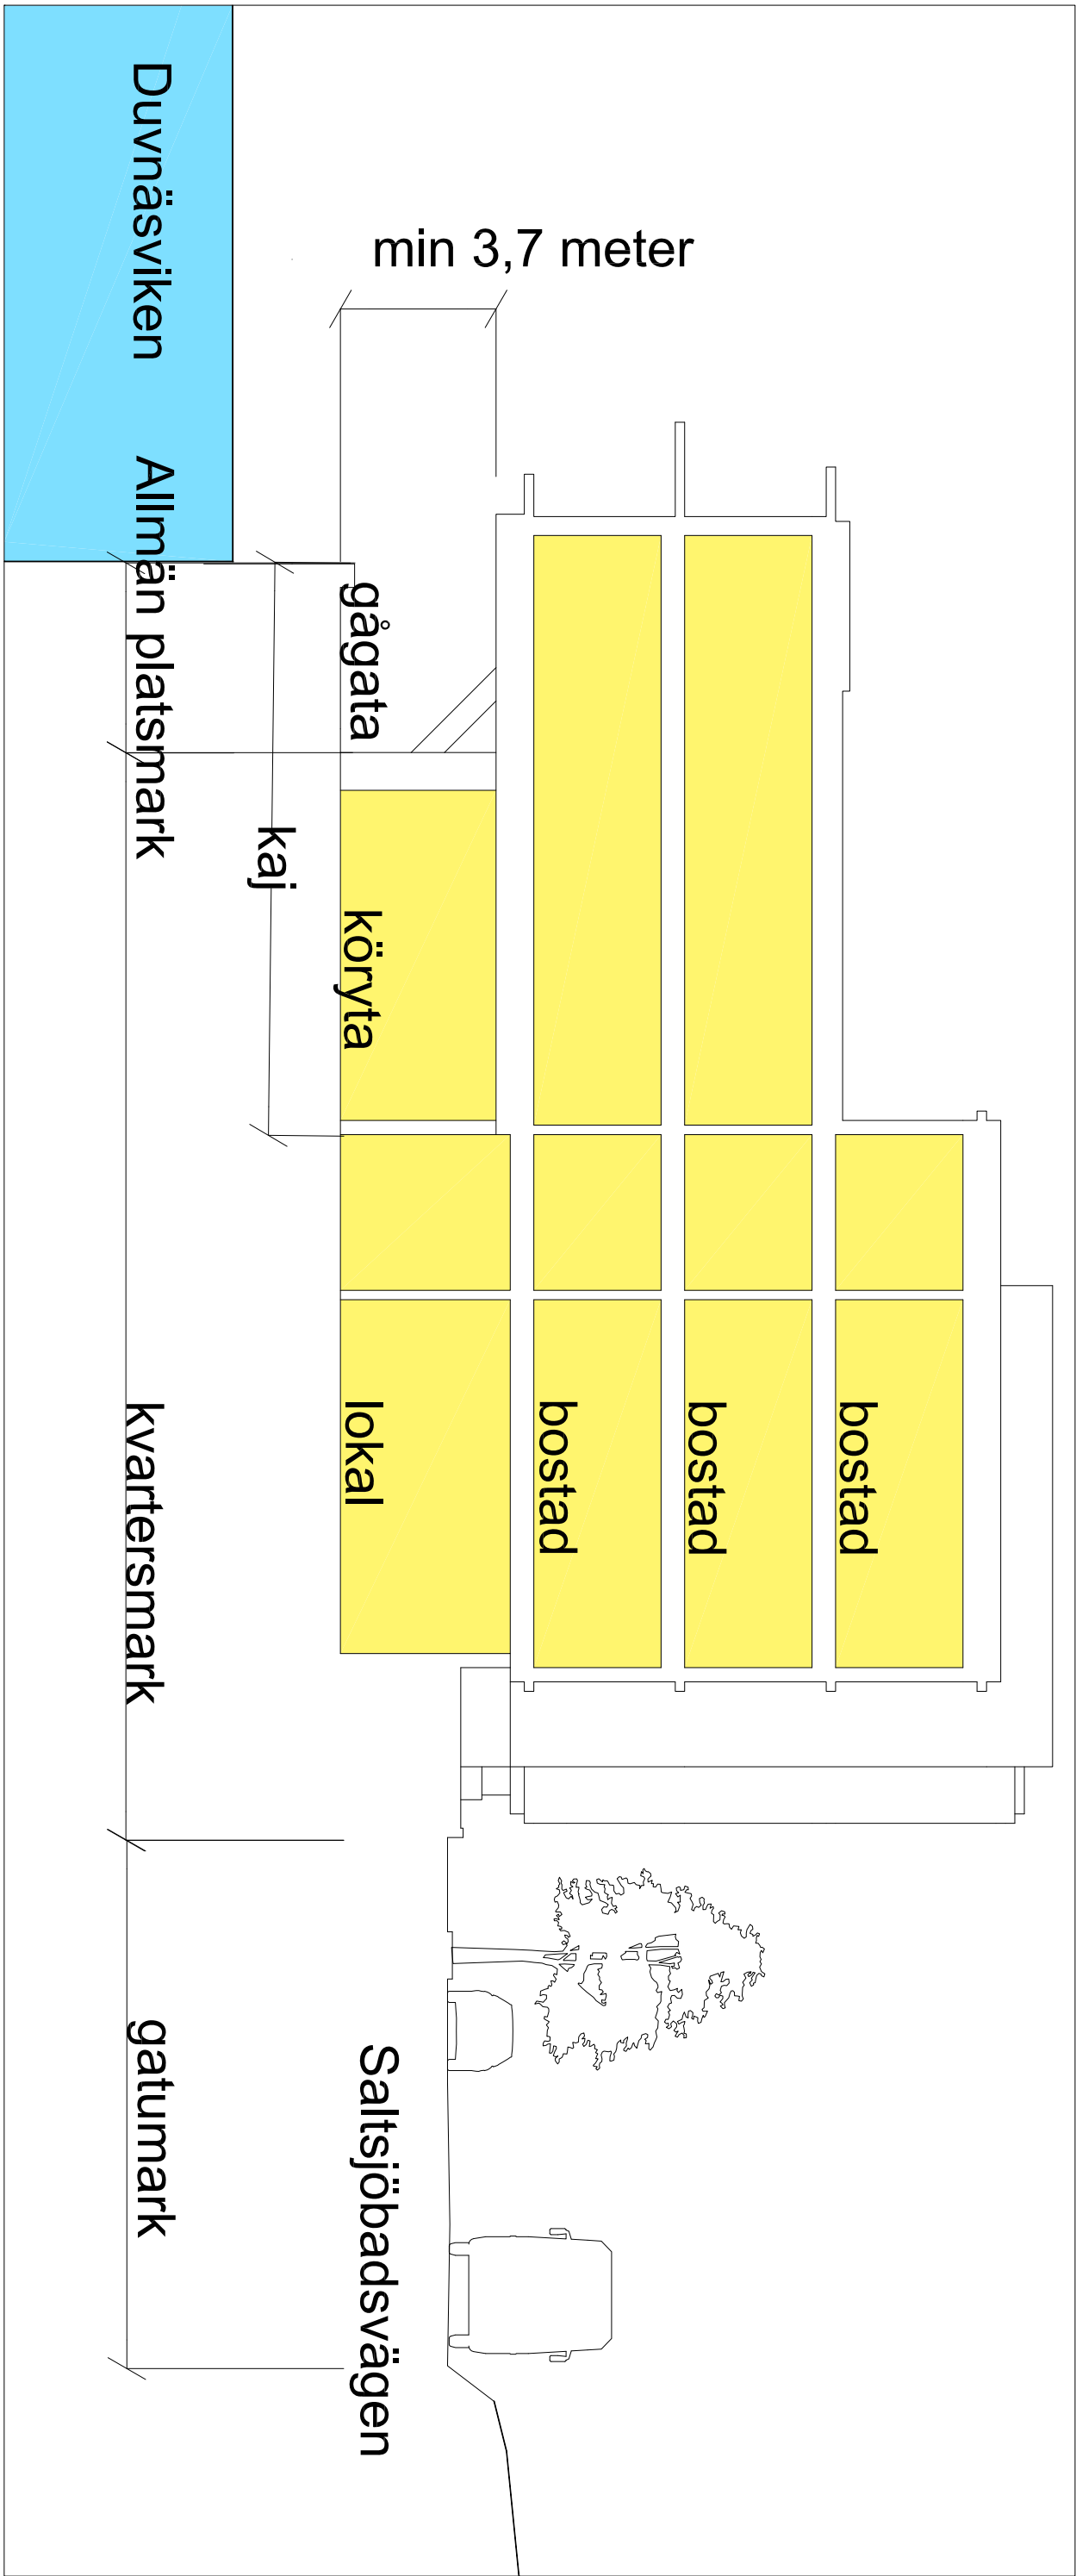 min 3,7 meter
bostad
bostad
bostad
gågata
köryta
lokal
Saltsjöbadsvägen
kaj
Duvnäsviken
Allmän platsmark
kvartersmark
gatumark